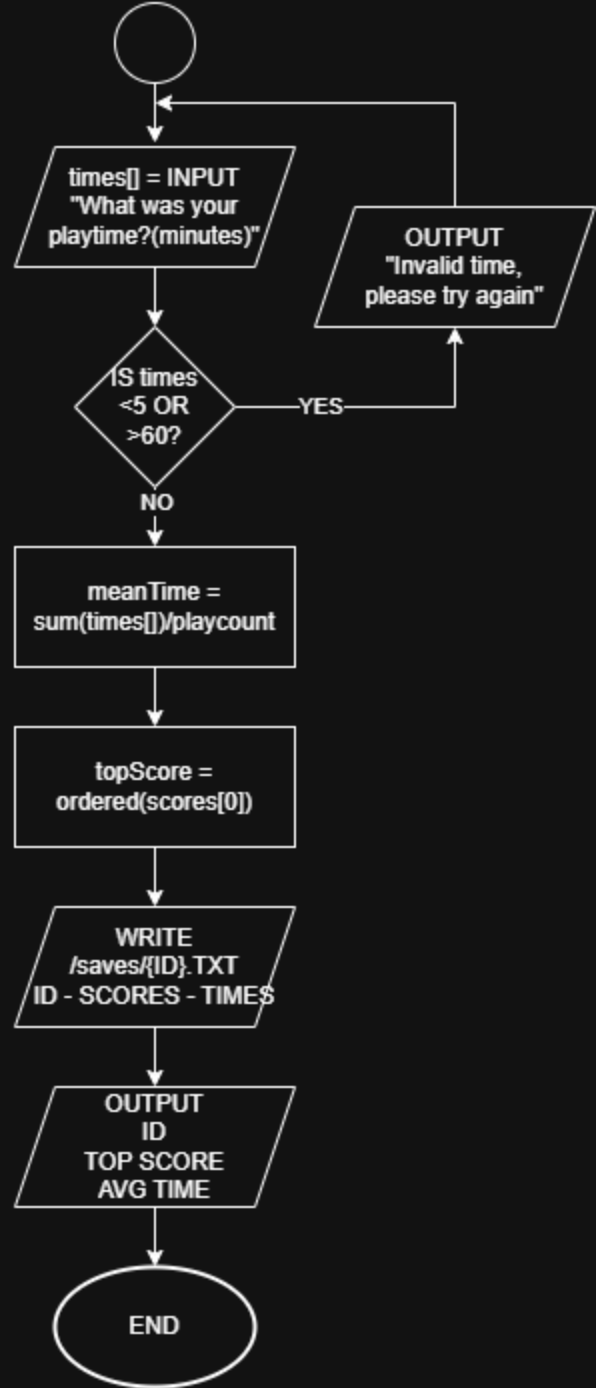 times[] = INPUT
"What was your
playtime?(minutes)"
OUTPUT
"Invalid time,
please try again"
IS times
<5 OR
>60?
YES
NO
meanTime =
sum(times[])/playcount
topScore =
ordered(scores[0])
WRITE
/saves/{ID}.TXT
ID - SCORES - TIMES
OUTPUT
ID
TOP SCORE
AVG TIME
END